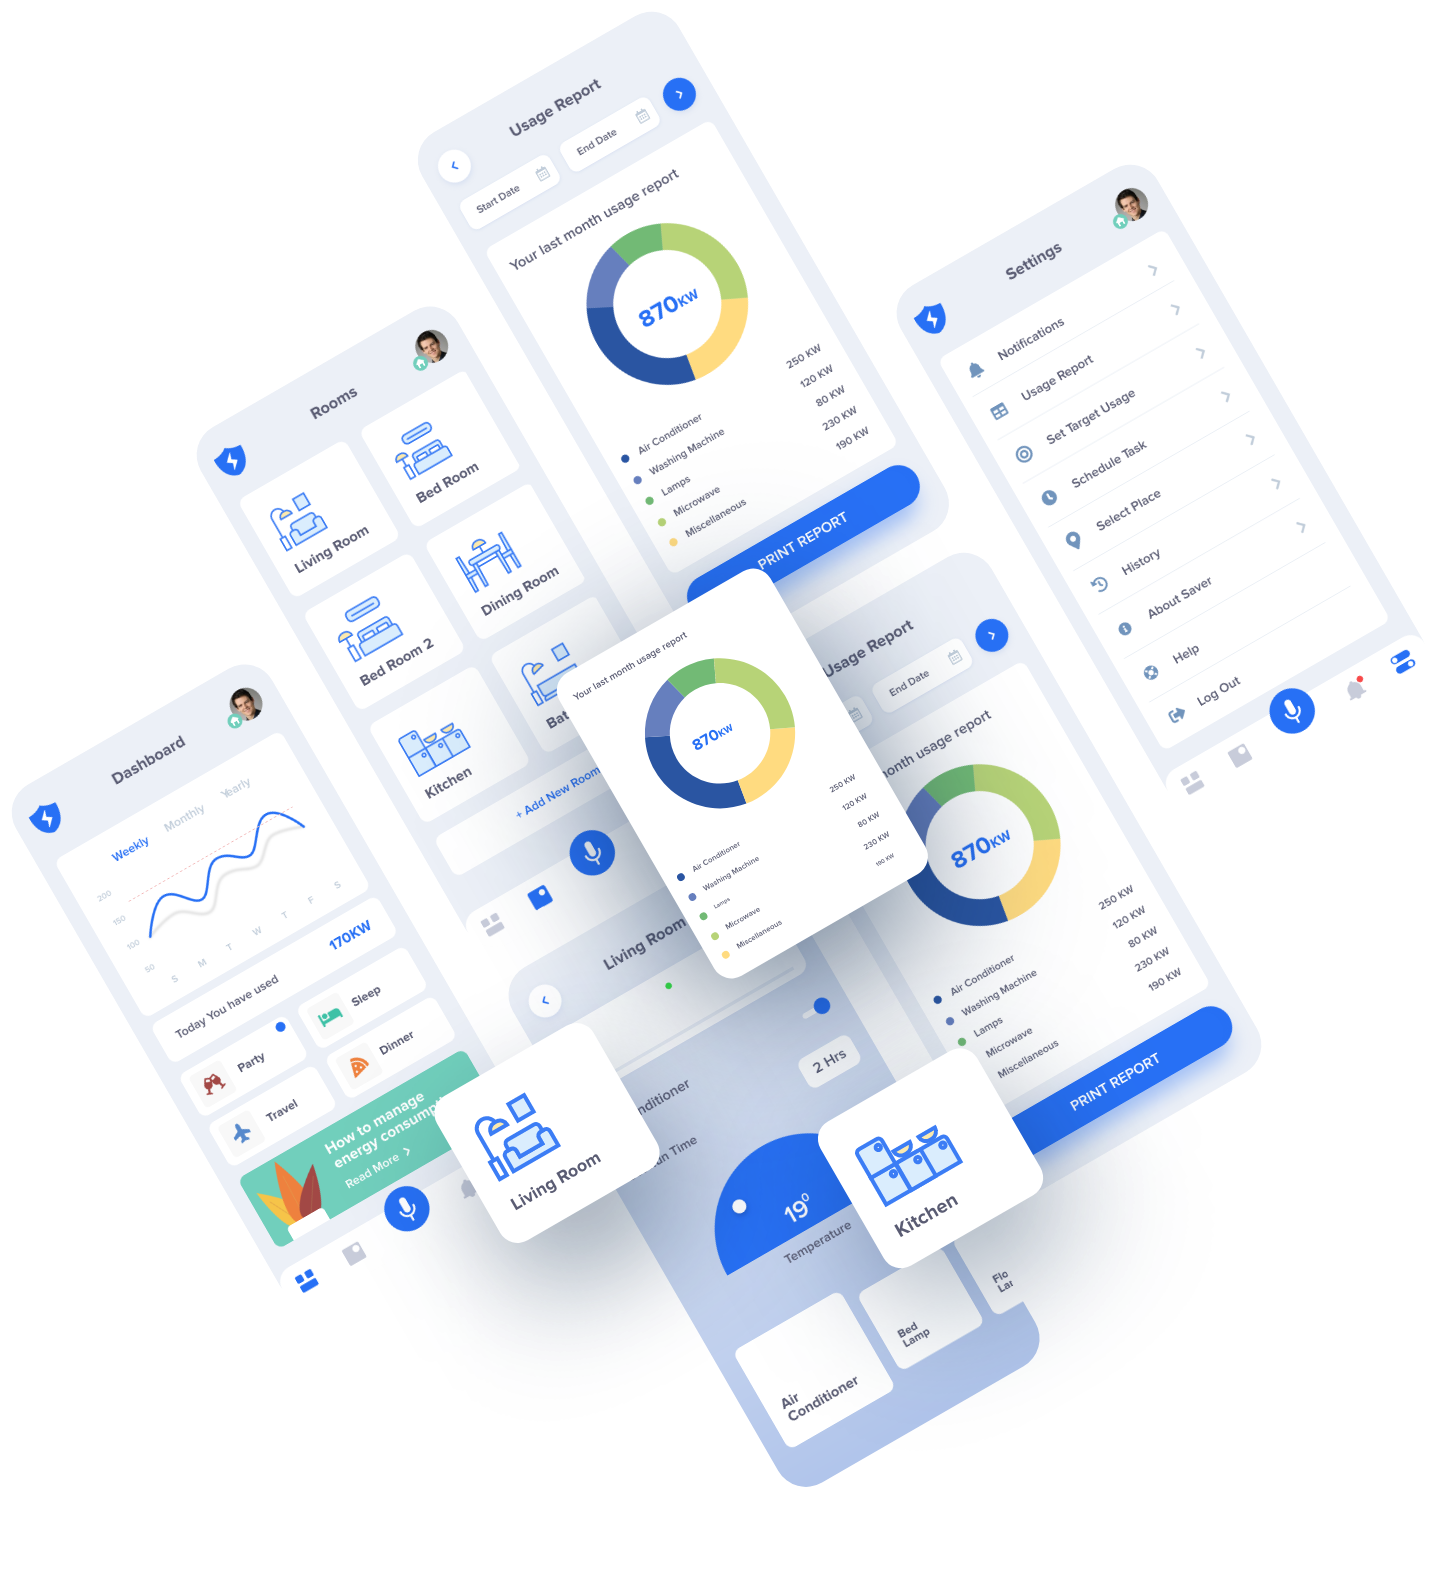 Usage Report
Start Date
End Date
Your last month usage report
870KW
Air Conditioner
250 KW
Washing Machine
120 KW
Lamps
80 KW
Microwave
230 KW
Miscellaneous
190 KW
PRINT REPORT
Settings
Notifications
Usage Report
Set Target Usage
Schedule Task
Select Place
History
About Saver
Help
Log Out
Rooms
Living Room
Bed Room
Bed Room 2
Dining Room
Kitchen
Bat
+ Add New Room
Dashboard
Weekly
Monthly
Yearly
200
150
100
50
S
M
T
W
T
F
S
Today You have used
170KW
Party
Sleep
Travel
Dinner
How to manage
energy consumpt
Read More
Your last month usage report
870KW
Air Conditioner
250 KW
Washing Machine
120 KW
Lamps
80 KW
Microwave
230 KW
Miscellaneous
190 KW
Usage Report
End Date
month usage report
870KW
Air Conditioner
250 KW
Washing Machine
120 KW
Lamps
80 KW
Microwave
230 KW
Miscellaneous
190 KW
PRINT REPORT
Living Room
nditioner
2 Hrs
un Time
19⁰
Temperature
Air
Conditioner
Bed
Lamp
Flo
Lar
Living Room
Kitchen